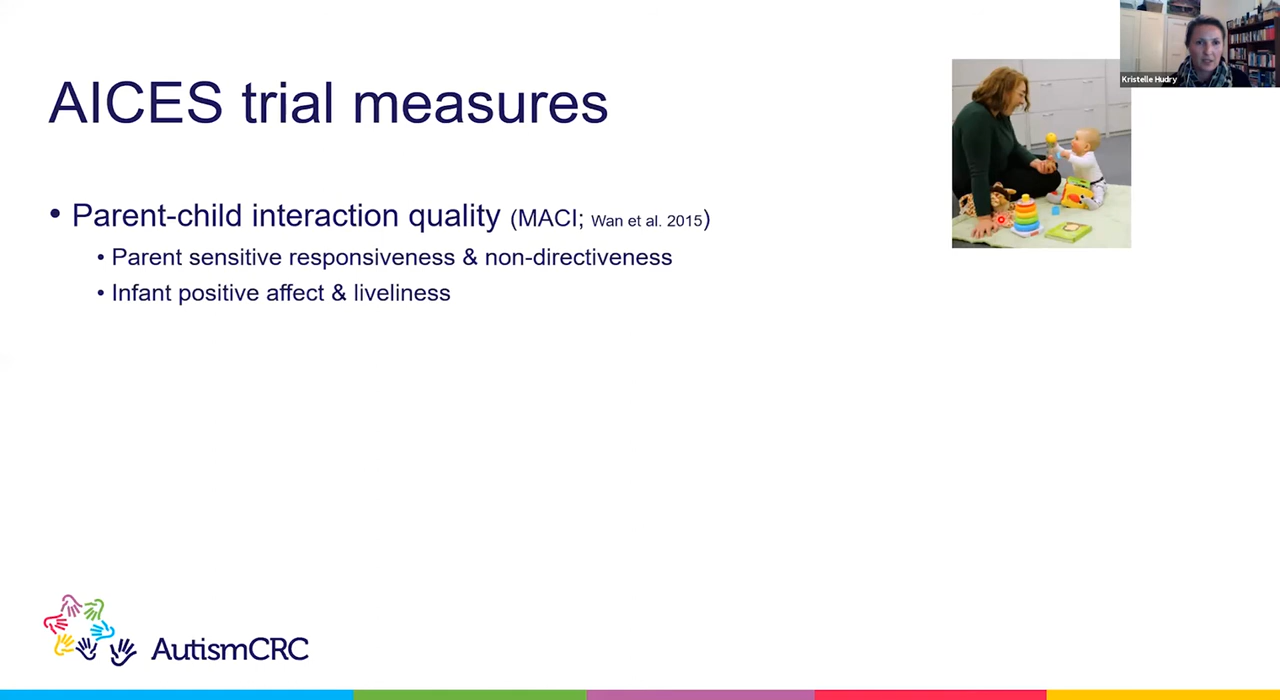 Kristelle Hudry
AICES trial measures
• Parent-child interaction quality (MACI; Wan et al. 2015)
• Parent sensitive responsiveness & non-directiveness
• Infant positive affect & liveliness
AutismCRC